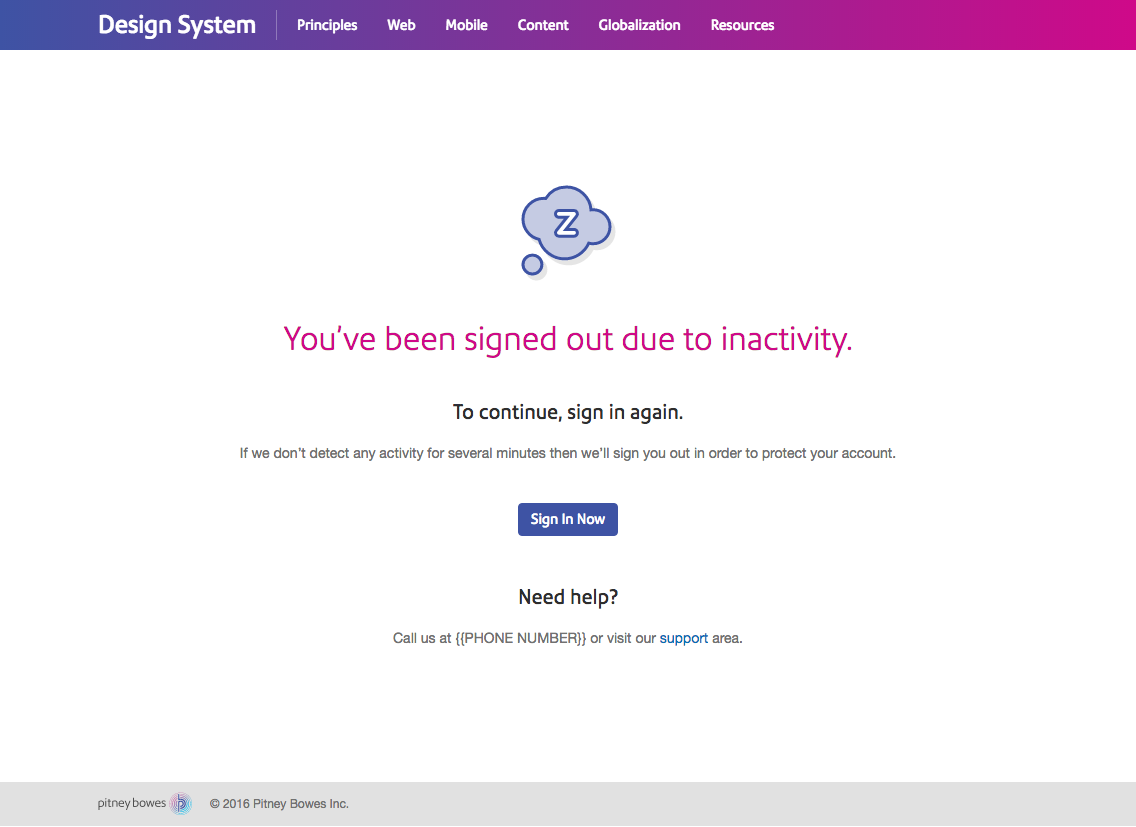 Design System Principles Web Mobile Content Globalization Resources
Z
You’ve been signed out due to inactivity.
To continue, sign in again.
If we don’t detect any activity for several minutes then we’ll sign you out in order to protect your account.
Sign In Now
Need help?
Call us at {{PHONE NUMBER}} or visit our support area.
pitney bowes © 2016 Pitney Bowes Inc.